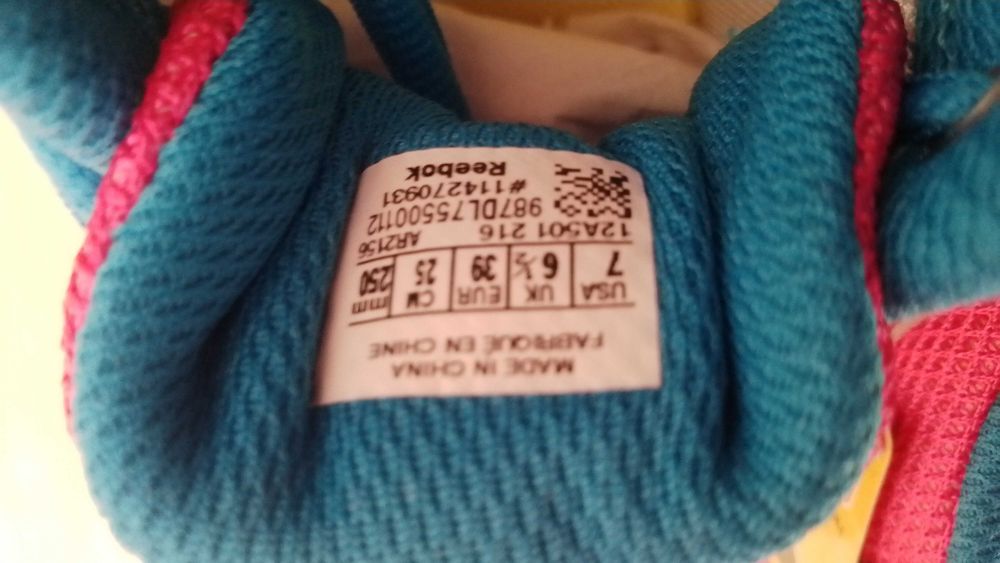 MADE IN CHINA
FABRIQUE EN CHINE
USA UK EUR CM mm
7 6½ 39 25 250
12A501 216 AR2156
987DL75500112
#114270931
Reebok